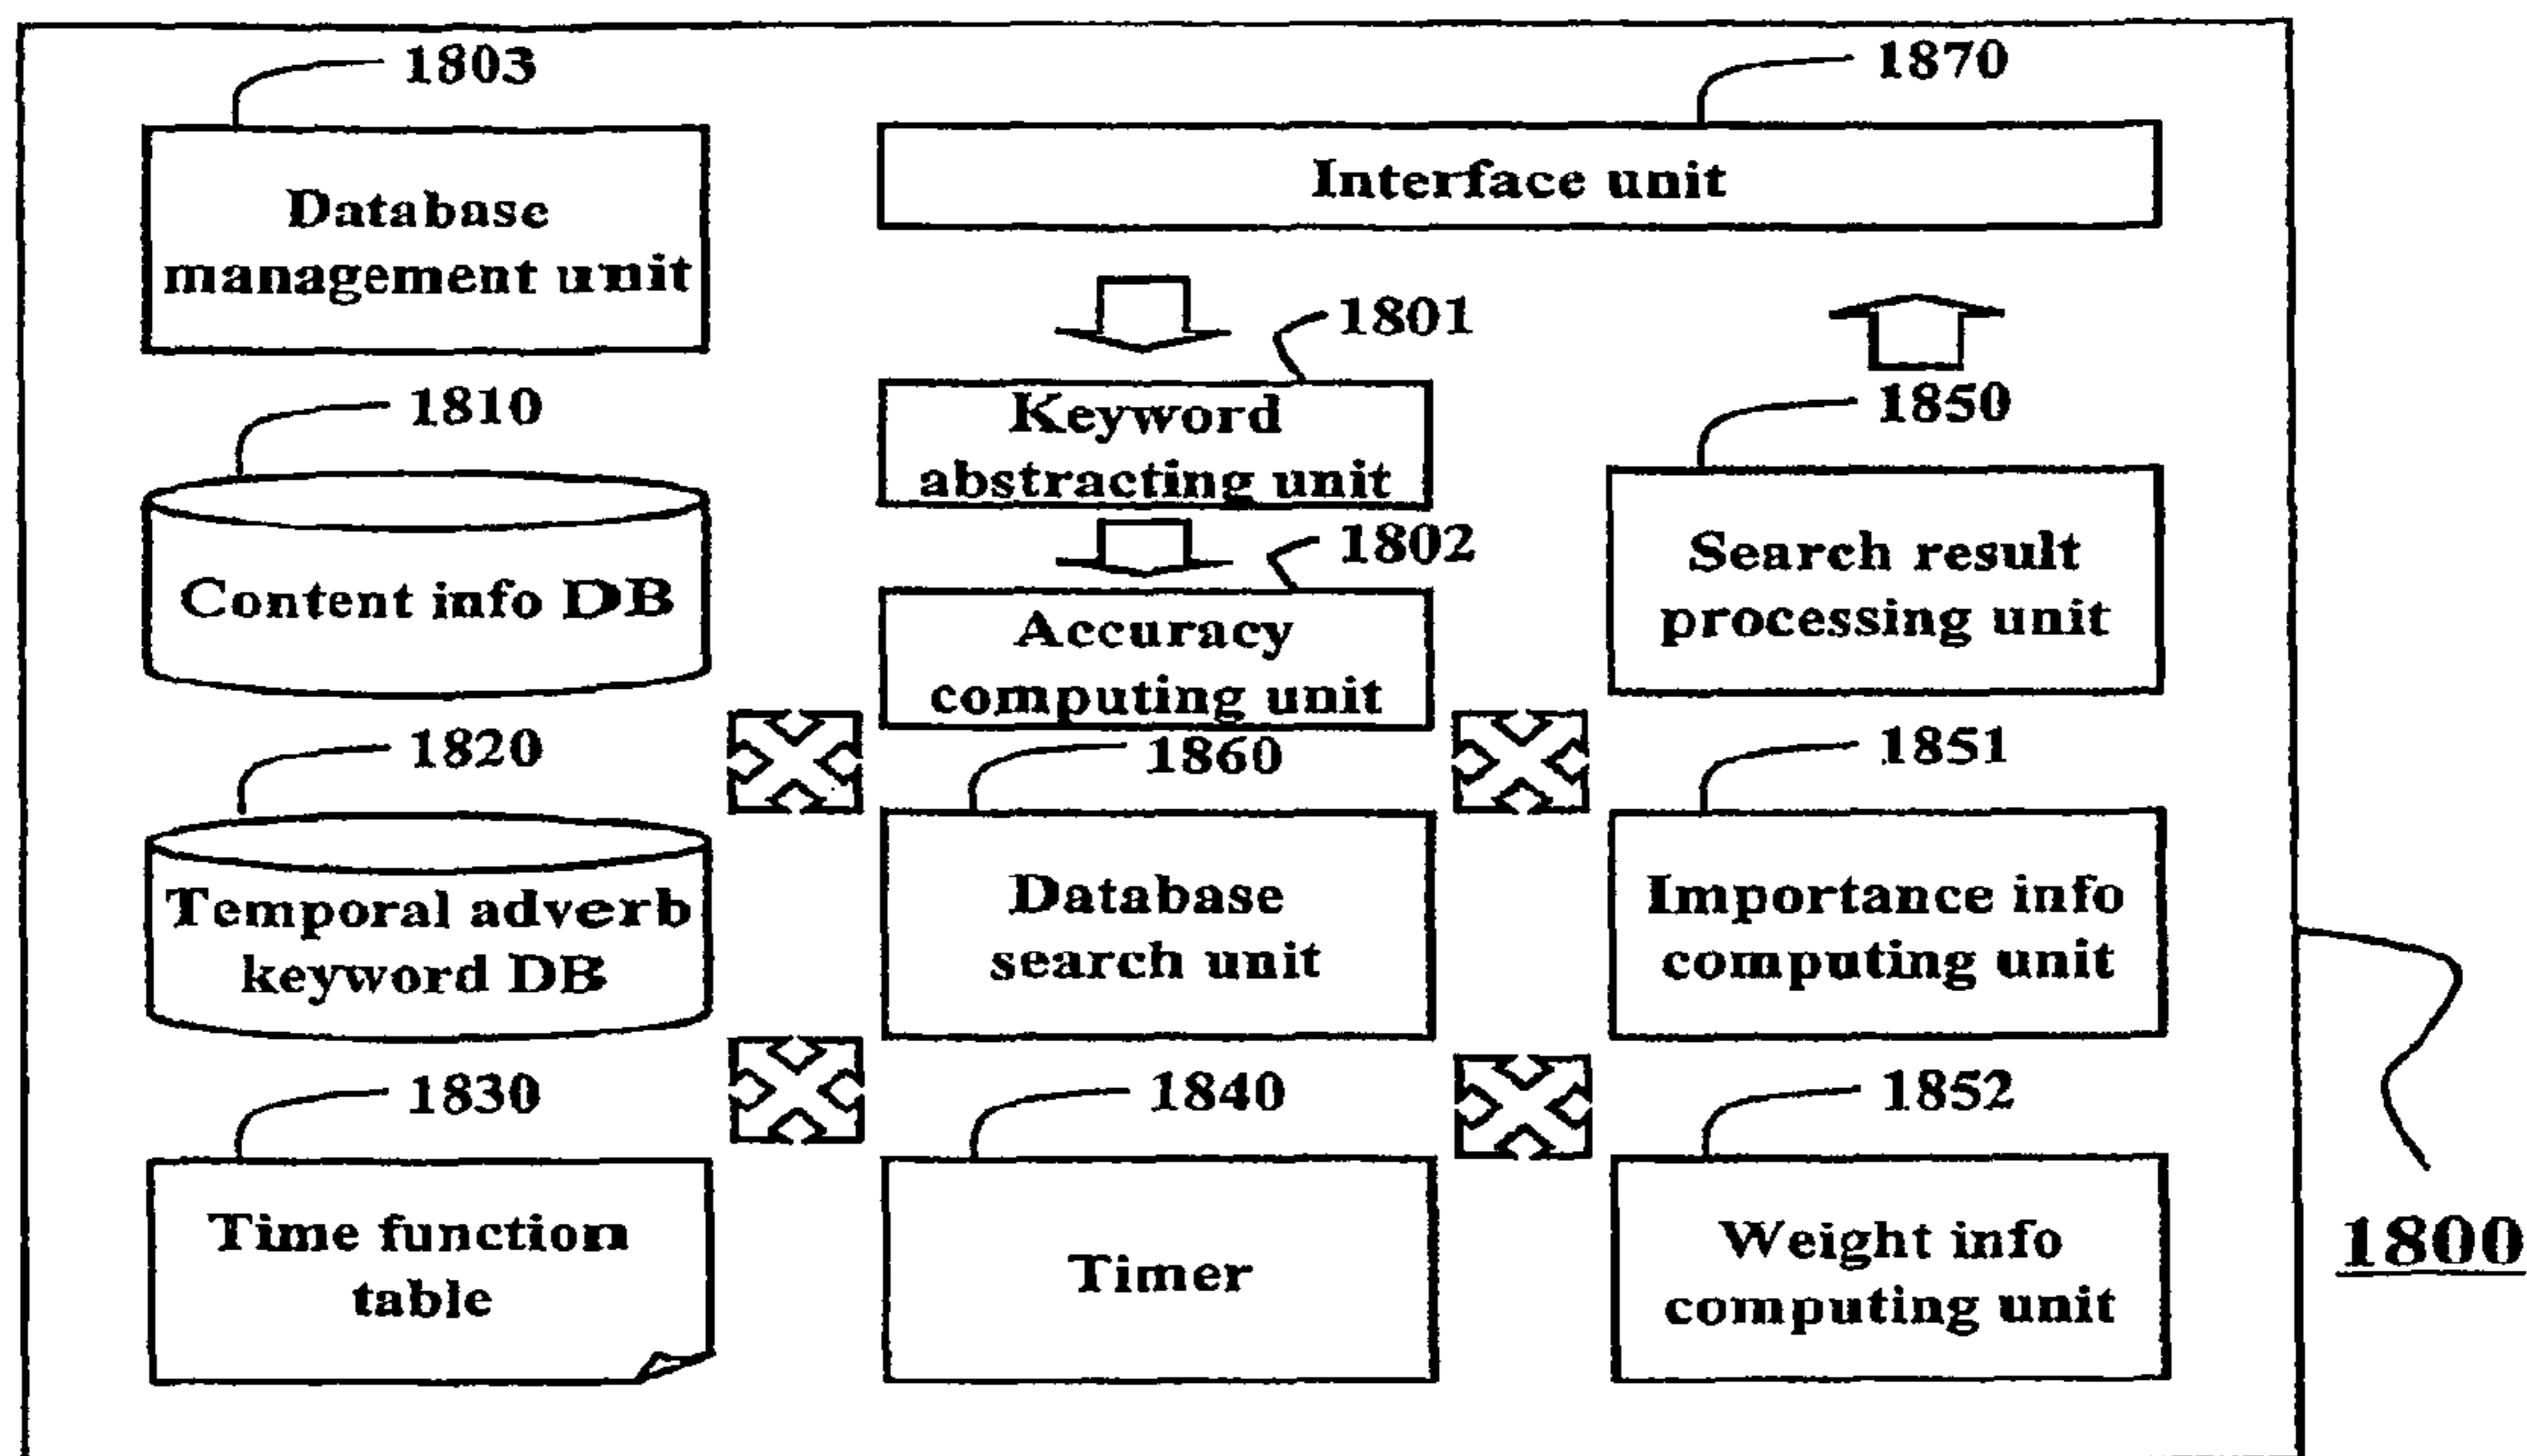 1803
Database
management unit
1870
Interface unit
1801
Keyword
abstracting unit
1810
Content info DB
1802
Accuracy
computing unit
1850
Search result
processing unit
1820
Temporal adverb
keyword DB
1860
Database
search unit
1851
Importance info
computing unit
1830
Time function
table
1840
Timer
1852
Weight info
computing unit
1800